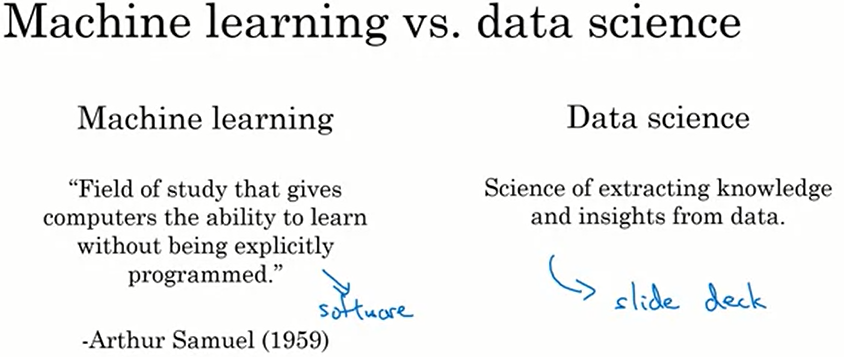 Machine learning vs. data science
Machine learning
“Field of study that gives
computers the ability to learn
without being explicitly
programmed.”
software
-Arthur Samuel (1959)
Data science
Science of extracting knowledge
and insights from data.
slide deck